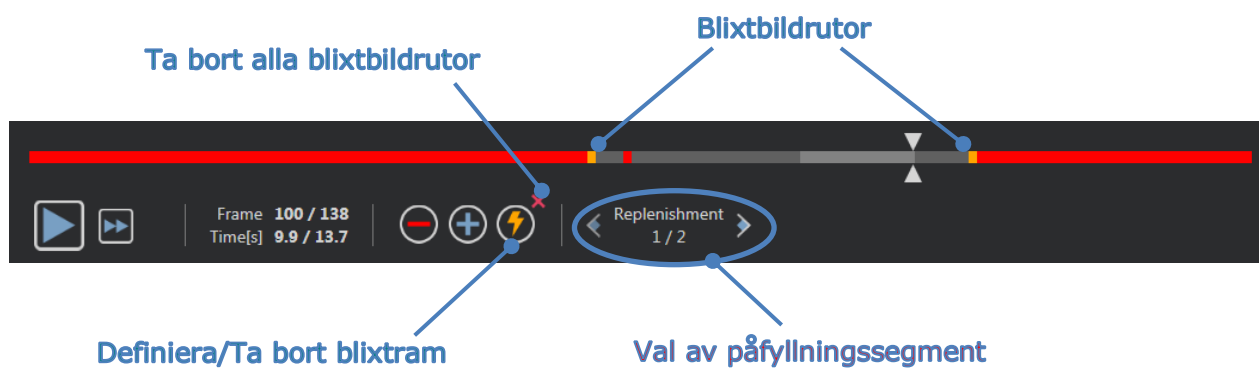 Blixtbildrutor
Ta bort alla blixtbildrutor
Frame 100 / 138
Time[s] 9.9 / 13.7
Replenishment
1 / 2
Definiera/Ta bort blixtram
Val av påfyllningssegment